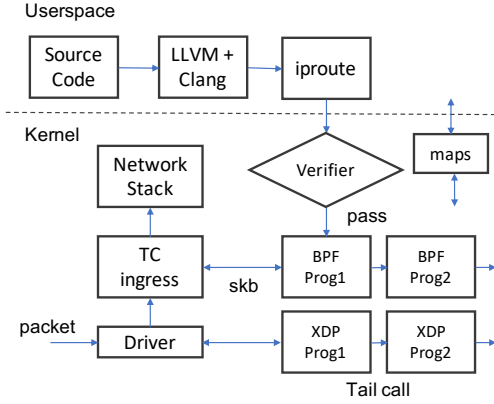 Userspace
Source
Code
LLVM +
Clang
iproute
Kernel
Network
Stack
Verifier
maps
pass
TC
ingress
skb
BPF
Prog1
BPF
Prog2
packet
Driver
XDP
Prog1
XDP
Prog2
Tail call